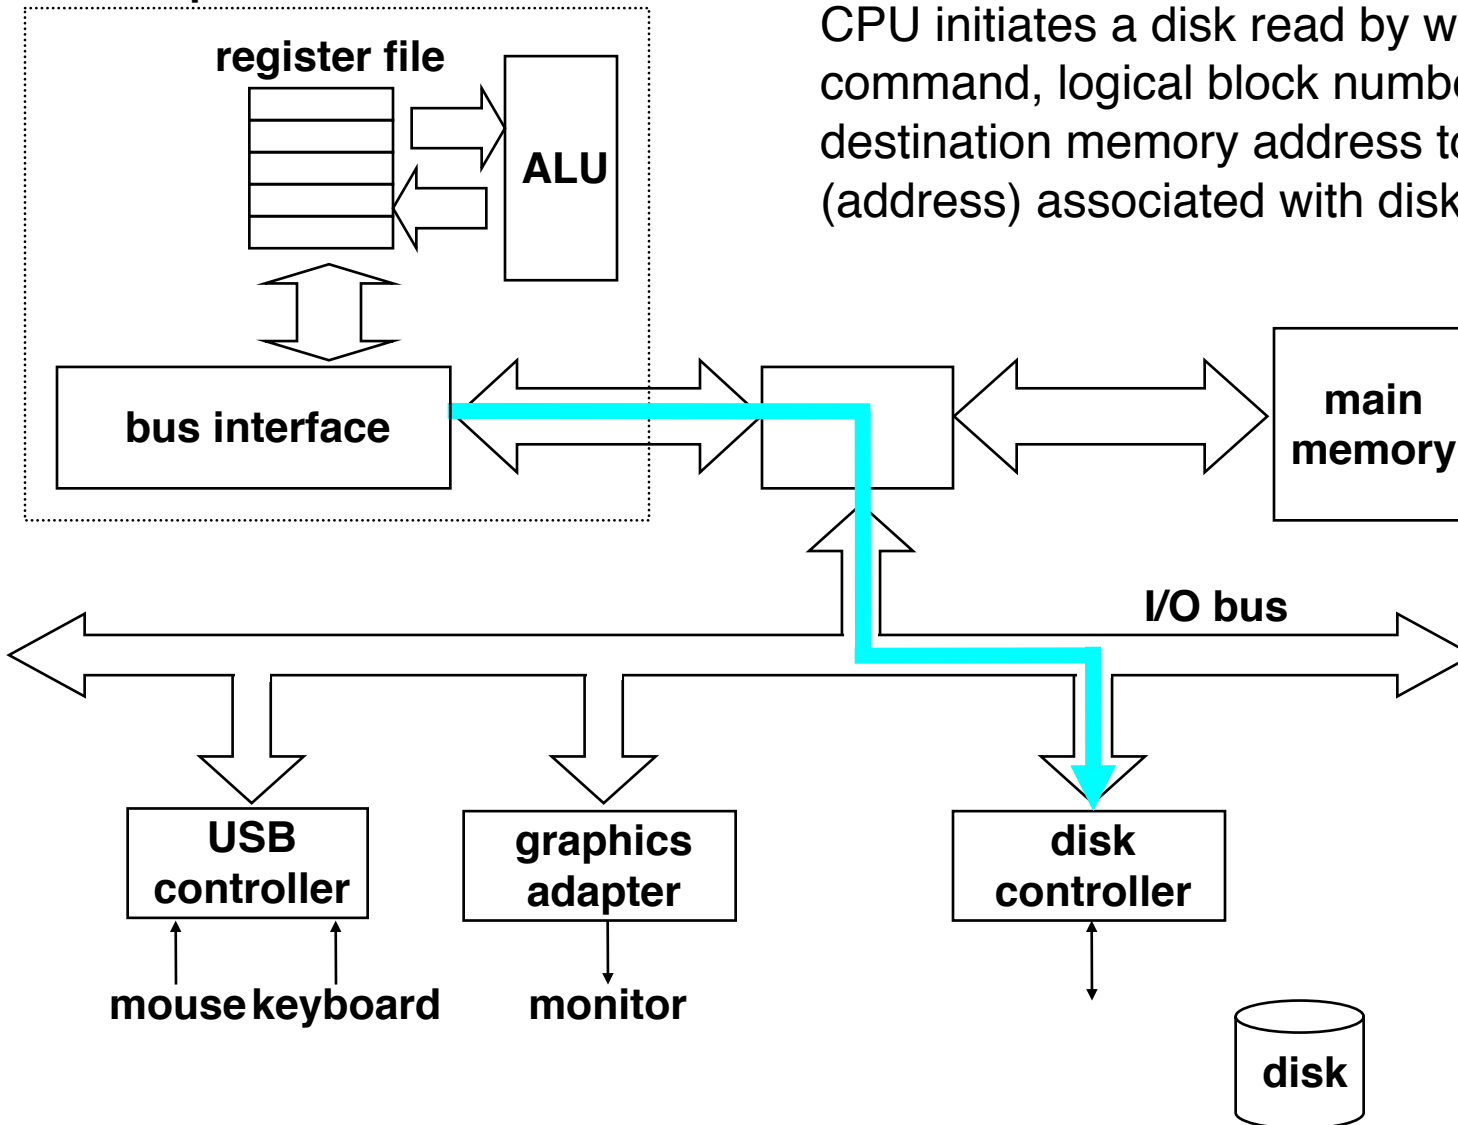 CPU initiates a disk read by
command, logical block
destination memory address
(address) associated with disk
register file
ALU
bus interface
main
memory
I/O bus
USB
controller
graphics
adapter
disk
controller
mouse keyboard
monitor
disk